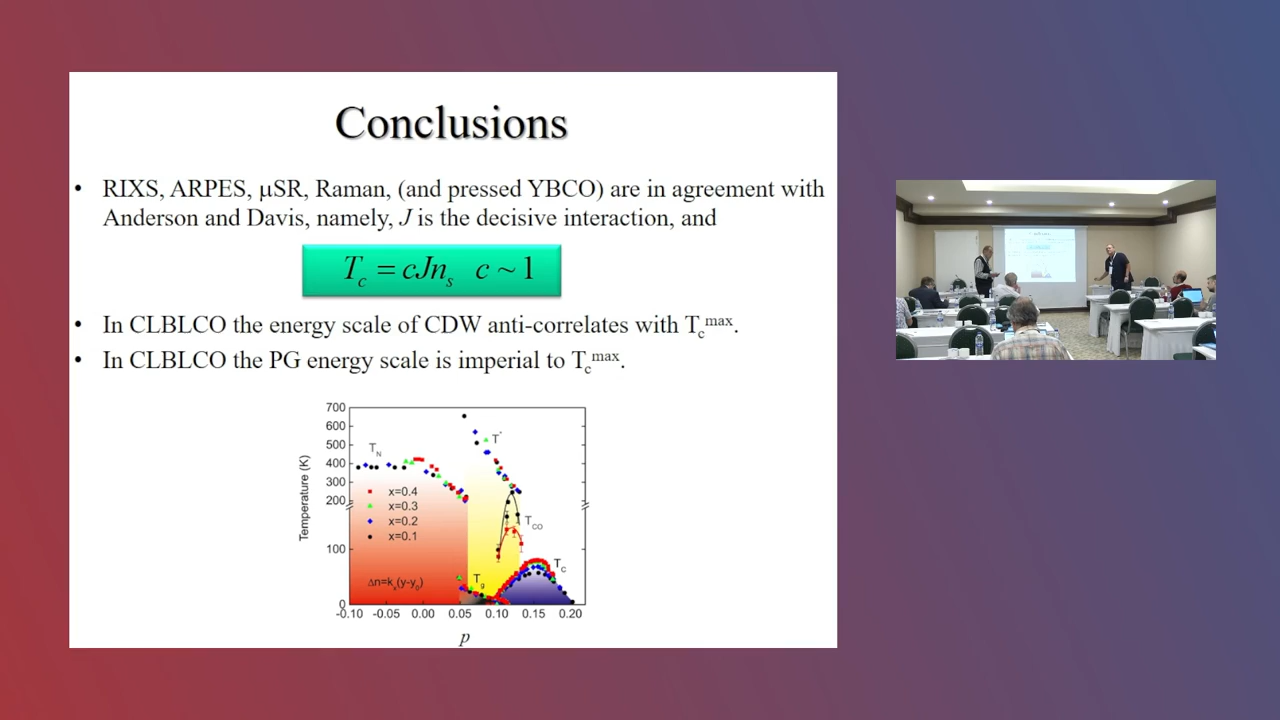 Conclusions
• RIXS, ARPES, μSR, Raman, (and pressed YBCO) are in agreement with
Anderson and Davis, namely, J is the decisive interaction, and
T_c = cJn_s   c ~ 1
• In CLBLCO the energy scale of CDW anti-correlates with T_c^max.
• In CLBLCO the PG energy scale is imperial to T_c^max.
700
600
500
400
300
200
100
0
Temperature (K)
T_N
T*
x=0.4
x=0.3
x=0.2
x=0.1
T_CO
T_C
T_g
Δn=k_x(y-y_0)
-0.10 -0.05 0.00 0.05 0.10 0.15 0.20
p